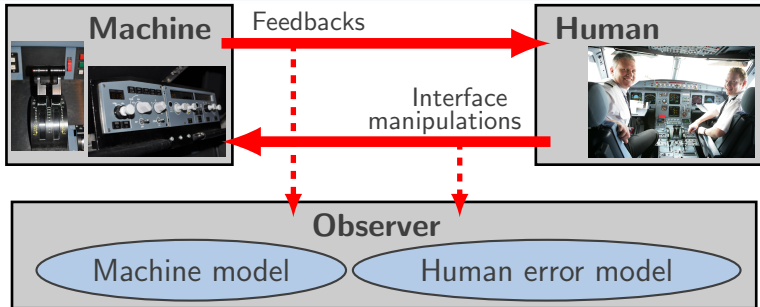 Machine
Feedbacks
Human
Interface
manipulations
Observer
Machine model
Human error model